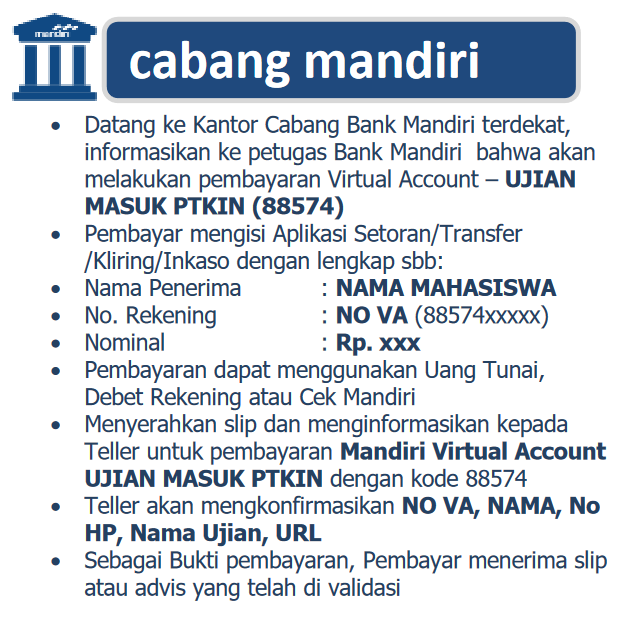 mandiri
cabang mandiri
• Datang ke Kantor Cabang Bank Mandiri terdekat,
informasikan ke petugas Bank Mandiri bahwa akan
melakukan pembayaran Virtual Account – UJIAN
MASUK PTKIN (88574)
• Pembayar mengisi Aplikasi Setoran/Transfer
/Kliring/Inkaso dengan lengkap sbb:
• Nama Penerima : NAMA MAHASISWA
• No. Rekening : NO VA (88574xxxxx)
• Nominal : Rp. xxx
• Pembayaran dapat menggunakan Uang Tunai,
Debet Rekening atau Cek Mandiri
• Menyerahkan slip dan menginformasikan kepada
Teller untuk pembayaran Mandiri Virtual Account
UJIAN MASUK PTKIN dengan kode 88574
• Teller akan mengkonfirmasikan NO VA, NAMA, No
HP, Nama Ujian, URL
• Sebagai Bukti pembayaran, Pembayar menerima slip
atau advis yang telah di validasi